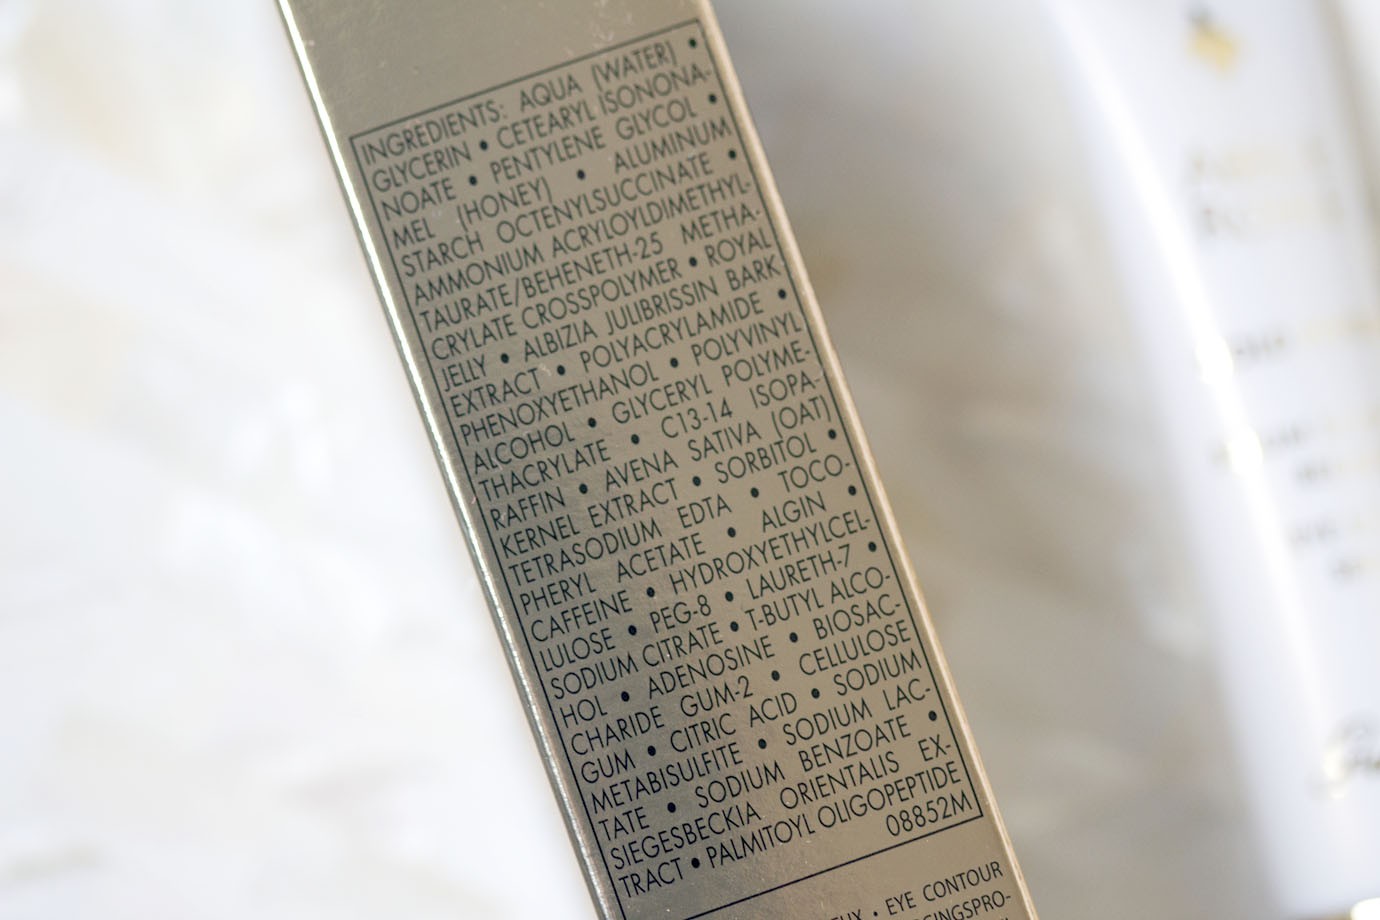 INGREDIENTS: AQUA (WATER) •
GLYCERIN • CETEARYL ISONONA-
NOATE • PENTYLENE GLYCOL •
MEL (HONEY) • ALUMINUM
STARCH OCTENYLSUCCINATE •
AMMONIUM ACRYLOYLDIMETHYL-
TAURATE/BEHENETH-25 METHA-
CRYLATE CROSSPOLYMER • ROYAL
JELLY • ALBIZIA JULIBRISSIN BARK
EXTRACT • POLYACRYLAMIDE •
PHENOXYETHANOL • POLYVINYL
ALCOHOL • GLYCERYL POLYME-
THACRYLATE • C13-14 ISOPA-
RAFFIN • AVENA SATIVA (OAT)
KERNEL EXTRACT • SORBITOL •
TETRASODIUM EDTA • TOCO-
PHERYL ACETATE • ALGIN •
CAFFEINE • HYDROXYETHYLCEL-
LULOSE • PEG-8 • LAURETH-7 •
SODIUM CITRATE • T-BUTYL ALCO-
HOL • ADENOSINE • BIOSAC-
CHARIDE GUM-2 • CELLULOSE
GUM • CITRIC ACID • SODIUM
METABISULFITE • SODIUM LAC-
TATE • SODIUM BENZOATE •
SIEGESBECKIA ORIENTALIS EX-
TRACT • PALMITOYL OLIGOPEPTIDE
08852M
• EYE CONTOUR